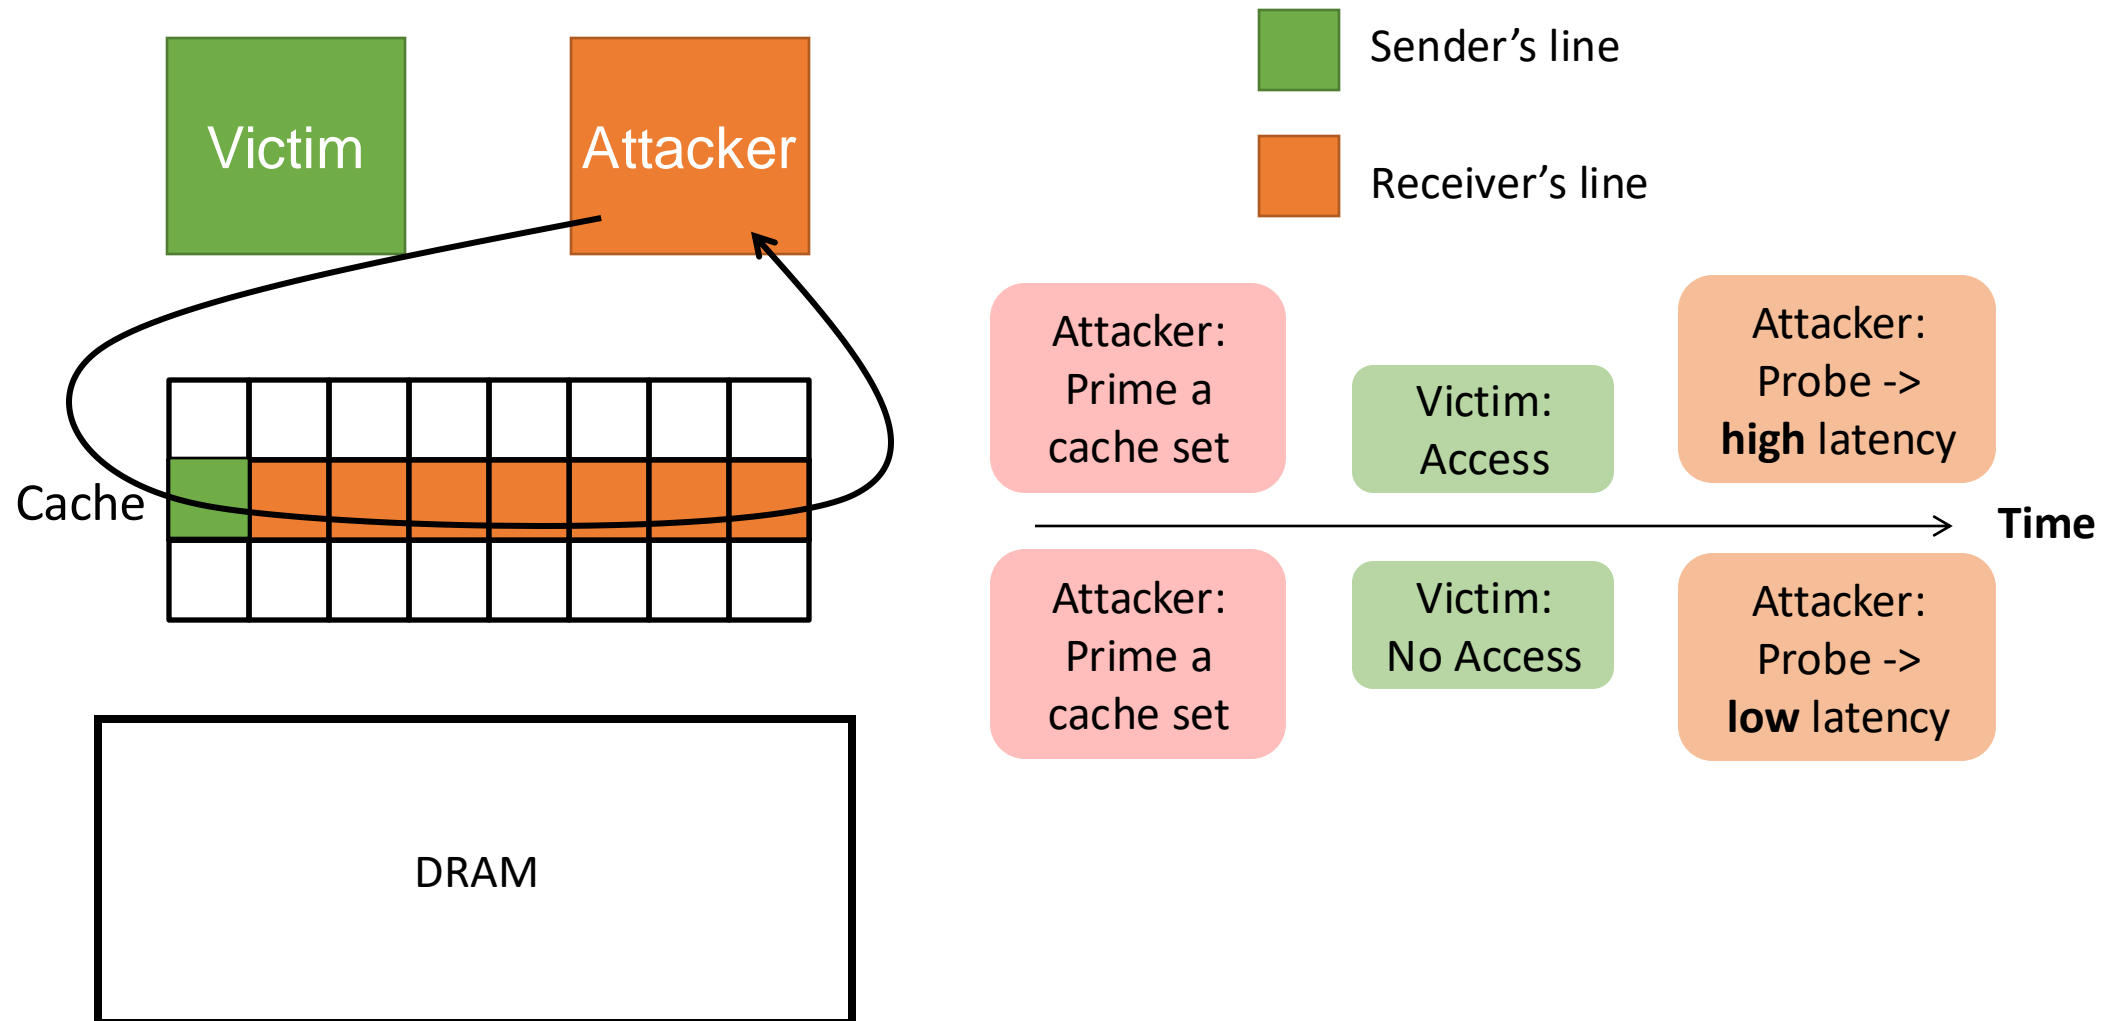 Victim
Attacker
Sender’s line
Receiver’s line
Cache
DRAM
Attacker:
Prime a
cache set
Victim:
Access
Attacker:
Probe ->
high latency
Time
Attacker:
Prime a
cache set
Victim:
No Access
Attacker:
Probe ->
low latency